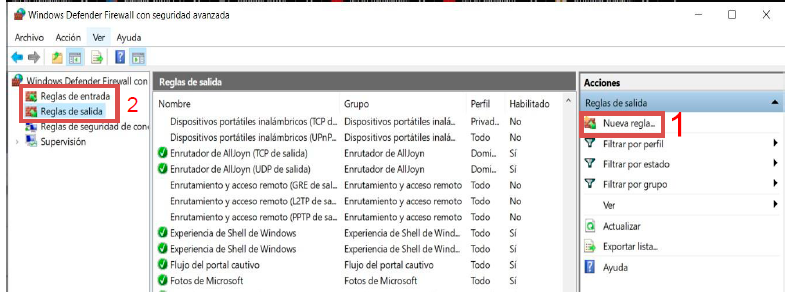 Windows Defender Firewall con seguridad avanzada
Archivo Acción Ver Ayuda
Windows Defender Firewall con
Reglas de entrada
Reglas de salida
Reglas de seguridad de cone
Supervisión
2
Reglas de salida
Nombre Grupo Perfil Habilitado
Dispositivos portátiles inalámbricos (TCP d... Dispositivos portátiles inalá... Privad... No
Dispositivos portátiles inalámbricos (UPnP... Dispositivos portátiles inalá... Todo No
Enrutador de AllJoyn (TCP de salida) Enrutador de AllJoyn Domi... Sí
Enrutador de AllJoyn (UDP de salida) Enrutador de AllJoyn Domi... Sí
Enrutamiento y acceso remoto (GRE de sal... Enrutamiento y acceso remoto Todo No
Enrutamiento y acceso remoto (L2TP de sa... Enrutamiento y acceso remoto Todo No
Enrutamiento y acceso remoto (PPTP de sa... Enrutamiento y acceso remoto Todo No
Experiencia de Shell de Windows Experiencia de Shell de Wind... Todo Sí
Experiencia de Shell de Windows Experiencia de Shell de Wind... Todo Sí
Flujo del portal cautivo Flujo del portal cautivo Todo Sí
Fotos de Microsoft Fotos de Microsoft Todo Sí
Acciones
Reglas de salida
Nueva regla...
1
Filtrar por perfil
Filtrar por estado
Filtrar por grupo
Ver
Actualizar
Exportar lista...
Ayuda